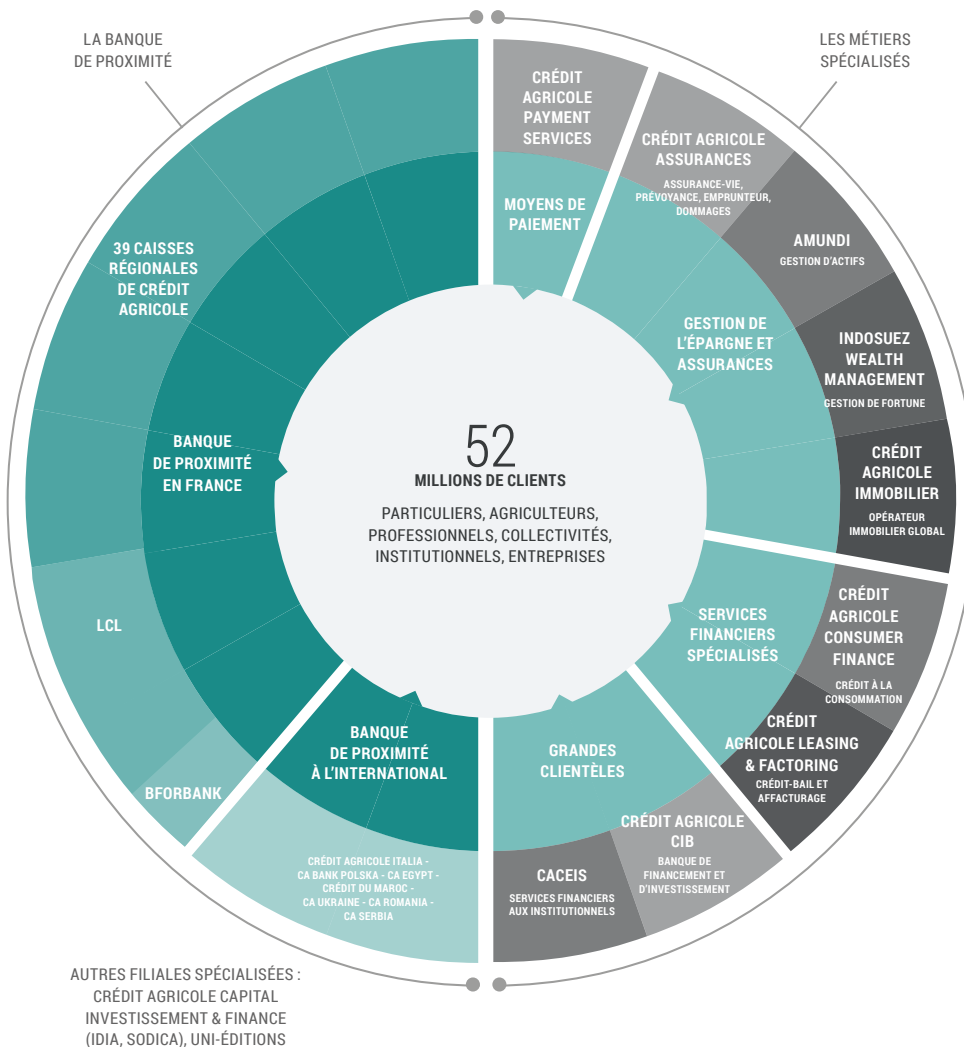 LA BANQUE
DE PROXIMITÉ
LES MÉTIERS
SPÉCIALISÉS
CRÉDIT
AGRICOLE
PAYMENT
SERVICES
MOYENS DE
PAIEMENT
CRÉDIT AGRICOLE
ASSURANCES
ASSURANCE-VIE,
PRÉVOYANCE, EMPRUNTEUR,
DOMMAGES
AMUNDI
GESTION D'ACTIFS
INDOSUEZ
WEALTH
MANAGEMENT
GESTION DE FORTUNE
CRÉDIT
AGRICOLE
IMMOBILIER
OPÉRATEUR
IMMOBILIER GLOBAL
GESTION DE
L'ÉPARGNE ET
ASSURANCES
39 CAISSES
RÉGIONALES
DE CRÉDIT
AGRICOLE
BANQUE
DE PROXIMITÉ
EN FRANCE
52
MILLIONS DE CLIENTS
PARTICULIERS, AGRICULTEURS,
PROFESSIONNELS, COLLECTIVITÉS,
INSTITUTIONNELS, ENTREPRISES
LCL
BFORBANK
SERVICES
FINANCIERS
SPÉCIALISÉS
CRÉDIT
AGRICOLE
CONSUMER
FINANCE
CRÉDIT À LA
CONSOMMATION
CRÉDIT
AGRICOLE LEASING
& FACTORING
CRÉDIT-BAIL ET
AFFACTURAGE
BANQUE
DE PROXIMITÉ
À L'INTERNATIONAL
GRANDES
CLIENTÈLES
CRÉDIT AGRICOLE
CIB
BANQUE DE
FINANCEMENT ET
D'INVESTISSEMENT
CACEIS
SERVICES FINANCIERS
AUX INSTITUTIONNELS
CRÉDIT AGRICOLE ITALIA -
CA BANK POLSKA - CA EGYPT -
CRÉDIT DU MAROC -
CA UKRAINE - CA ROMANIA -
CA SERBIA
AUTRES FILIALES SPÉCIALISÉES :
CRÉDIT AGRICOLE CAPITAL
INVESTISSEMENT & FINANCE
(IDIA, SODICA), UNI-ÉDITIONS